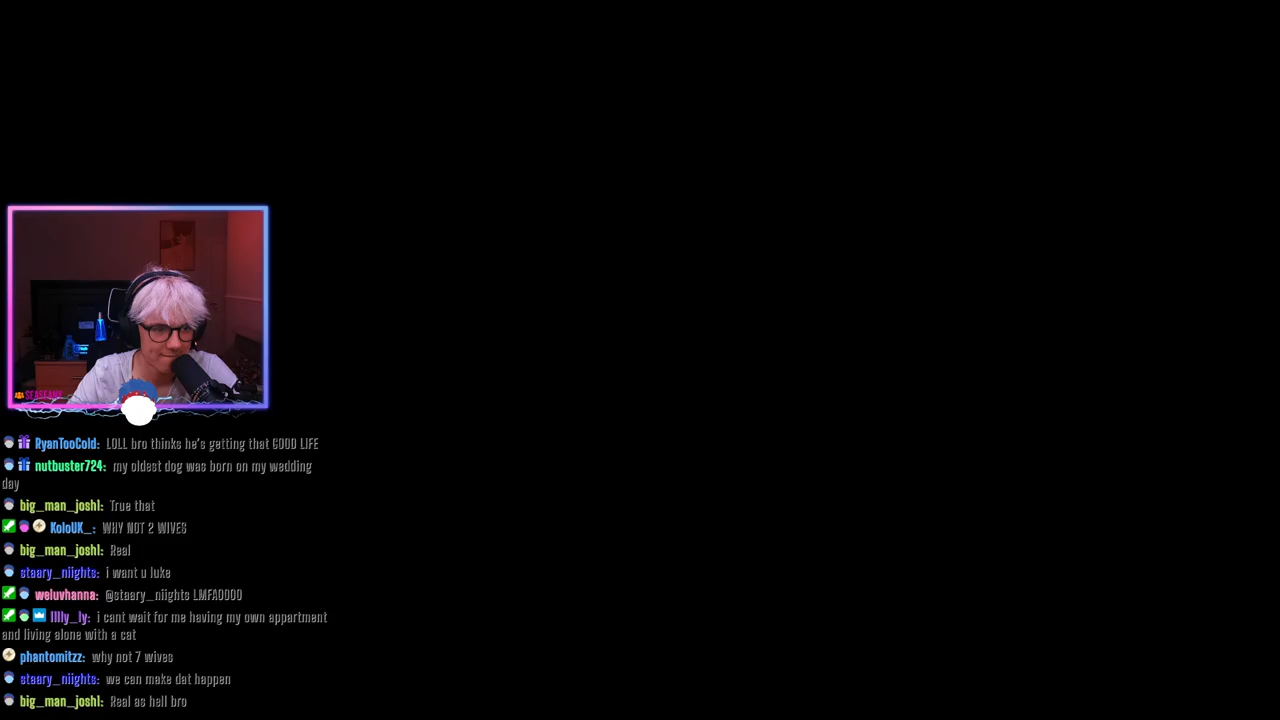 RyanTooCold: LOLL bro thinks he's getting that GOOD LIFE
nutbuster724: my oldest dog was born on my wedding
day
big_man_joshl: True that
KoloUK_: WHY NOT 2 WIVES
big_man_joshl: Real
staary_niights: i want u luke
weluvhanna: @staary_niights LMFAOOOO
lllly_ly: i cant wait for me having my own appartment
and living alone with a cat
phantomitzz: why not 7 wives
staary_niights: we can make dat happen
big_man_joshl: Real as hell bro